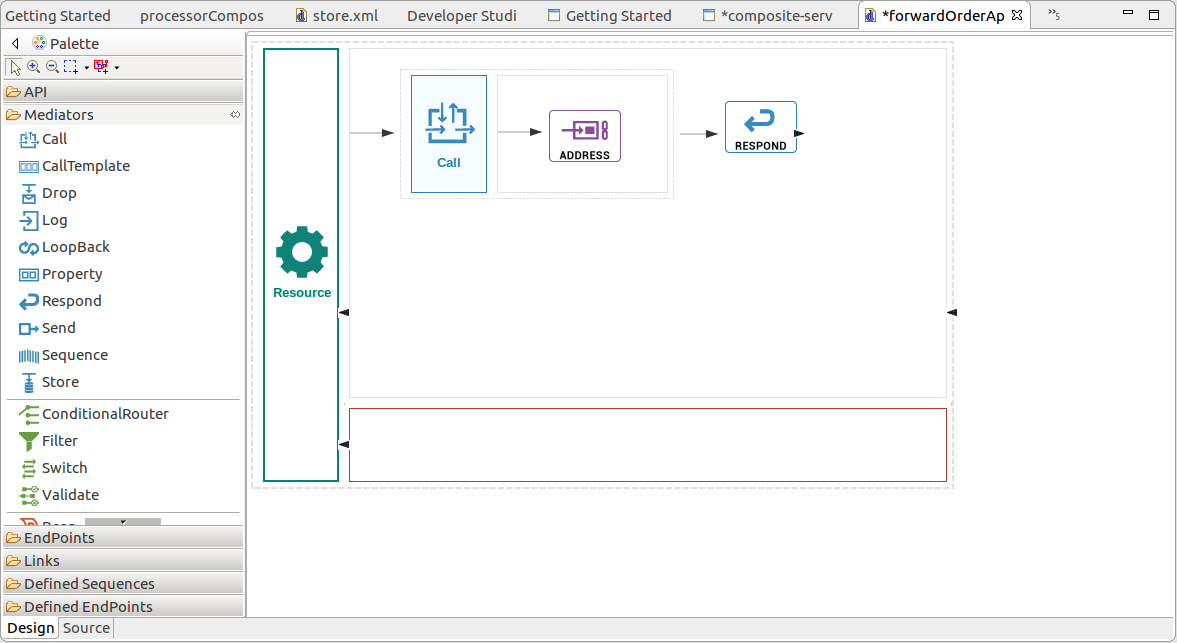 Getting Started processorCompos store.xml Developer Studi Getting Started *composite-serv *forwardOrderAp »5
Palette
API
Mediators
Call
CallTemplate
Drop
Log
LoopBack
Property
Respond
Send
Sequence
Store
ConditionalRouter
Filter
Switch
Validate
EndPoints
Links
Defined Sequences
Defined EndPoints
Design Source
Resource
Call
ADDRESS
RESPOND